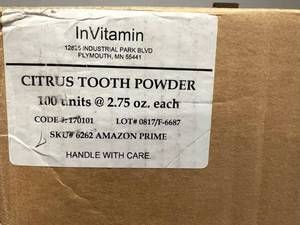 InVitamin
12825 INDUSTRIAL PARK BLVD
PLYMOUTH, MN 55441
CITRUS TOOTH POWDER
100 units @ 2.75 oz. each
CODE #: 170101 LOT# 0817/F-6687
SKU# 6262 AMAZON PRIME
HANDLE WITH CARE.